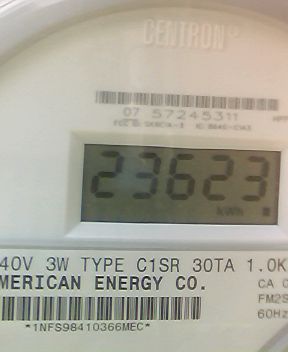 CENTRON®
07 57245311
23623
kWh
40V 3W TYPE C1SR 30TA 1.0K
MERICAN ENERGY CO.
CA 0
FM2S
60Hz
*1NFS98410366MEC*